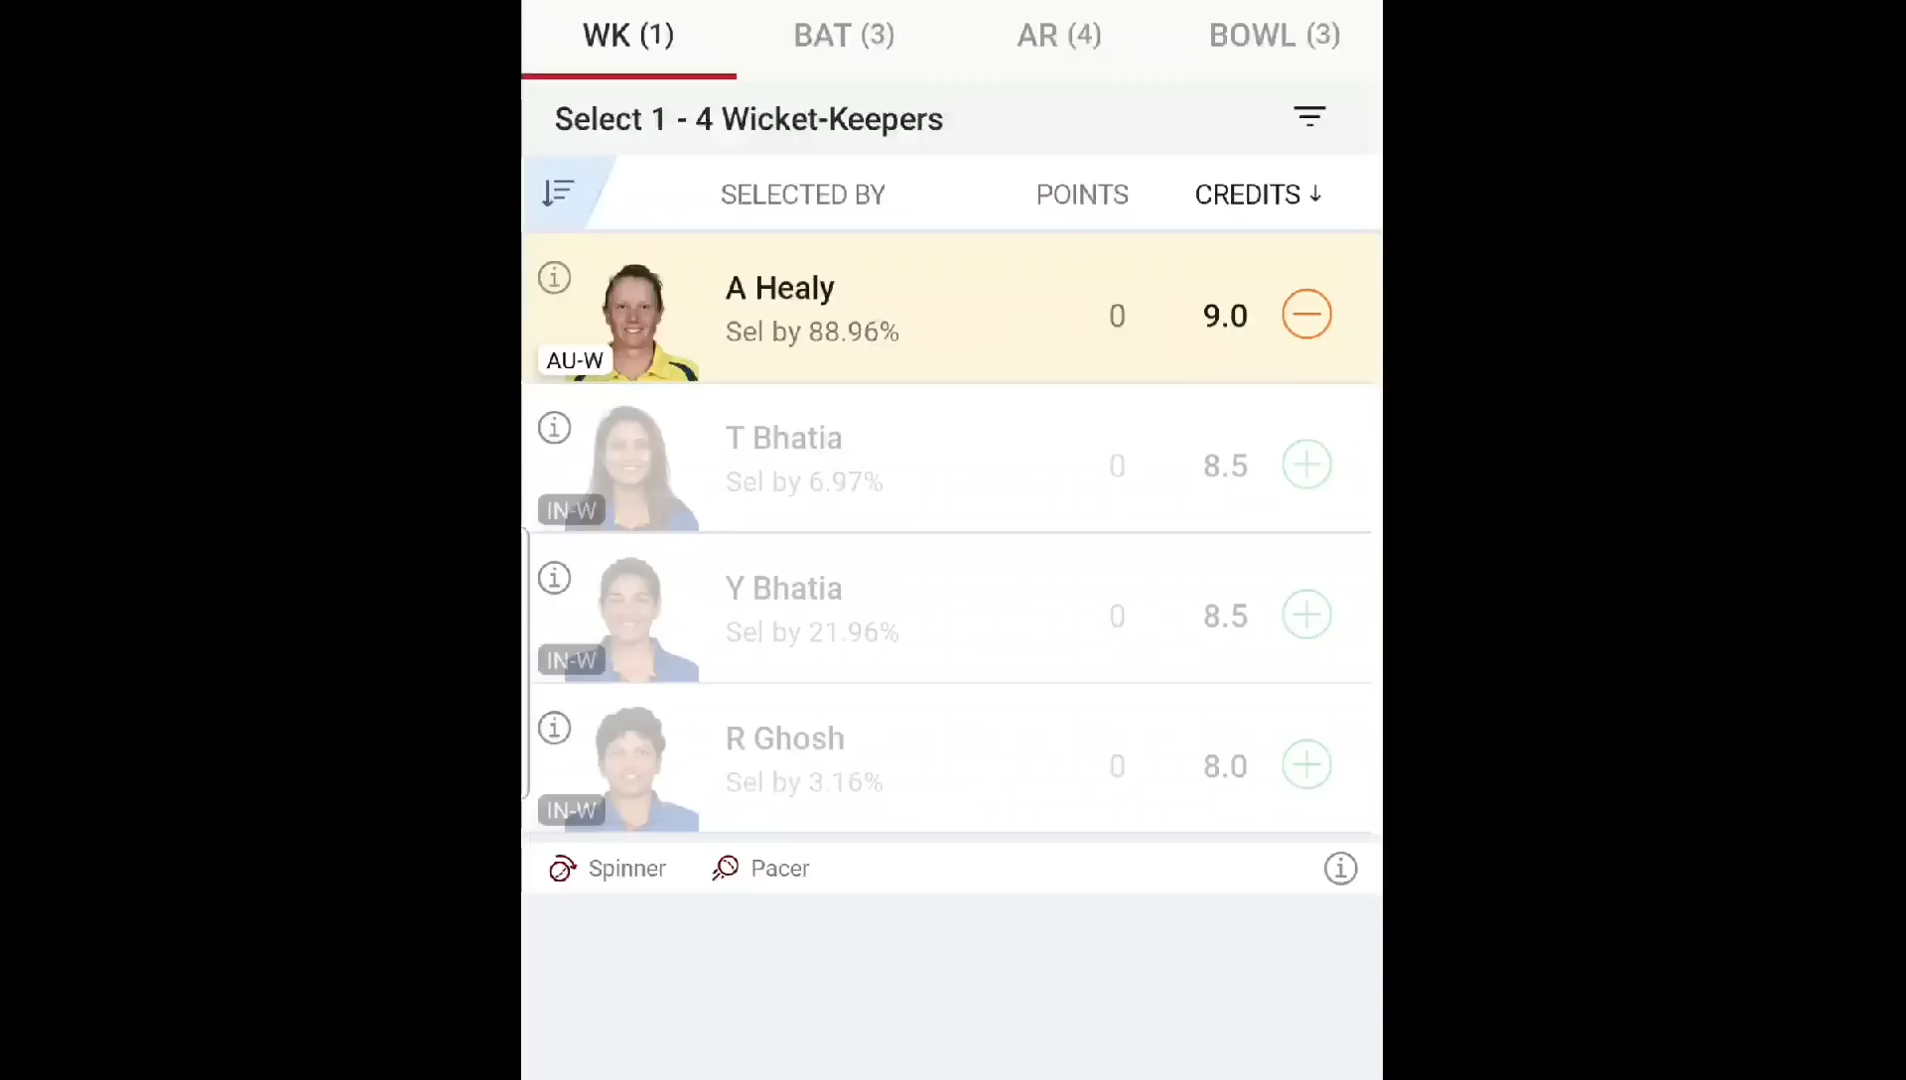 WK (1) BAT (3) AR (4) BOWL (3)
Select 1 - 4 Wicket-Keepers
SELECTED BY POINTS CREDITS ↓
A Healy
Sel by 88.96% 0 9.0
AU-W
T Bhatia
Sel by 6.97% 0 8.5
IN-W
Y Bhatia
Sel by 21.96% 0 8.5
IN-W
R Ghosh
Sel by 3.16% 0 8.0
IN-W
Spinner Pacer